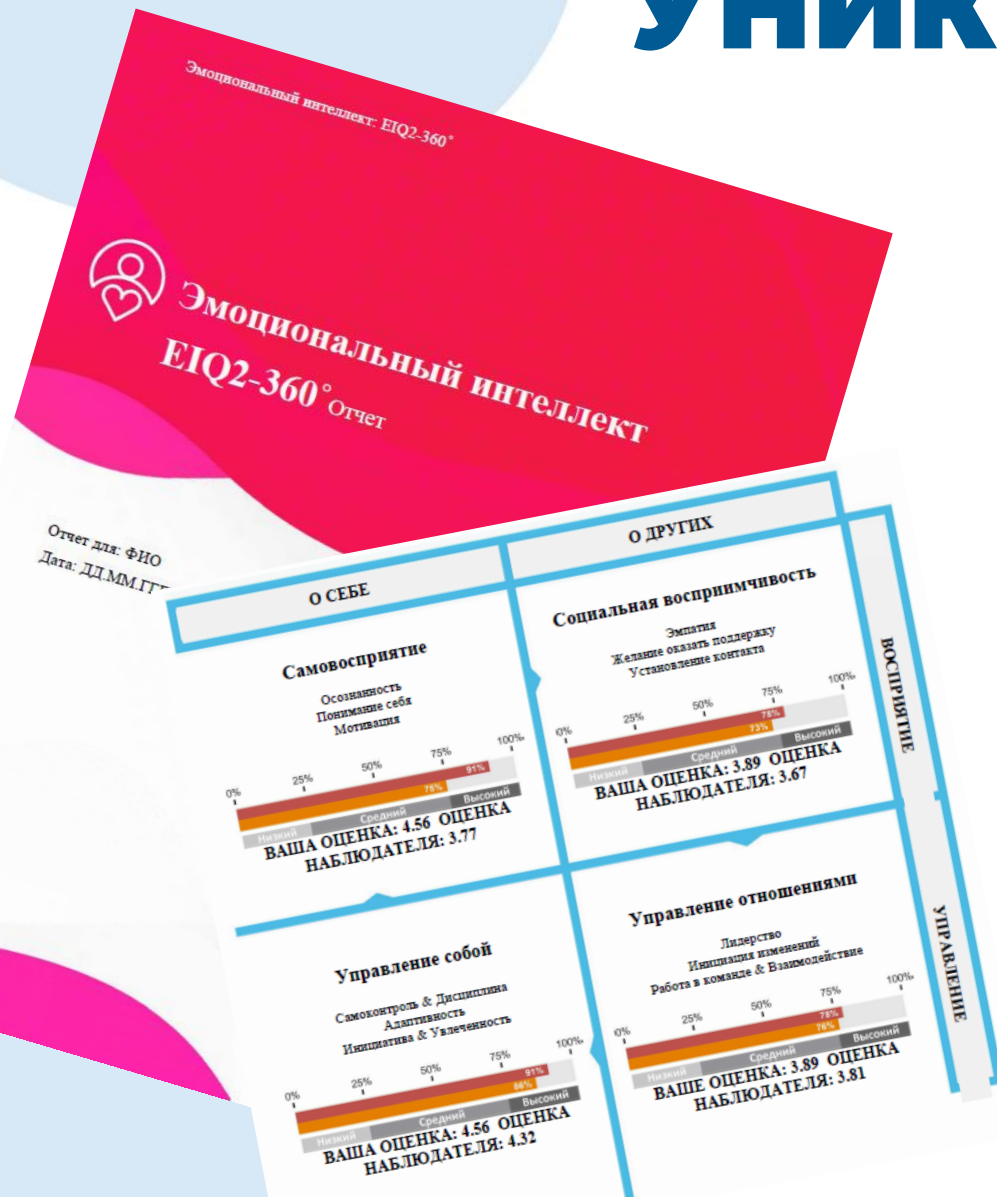 УНИК
Эмоциональный интеллект: EIQ2-360°
Эмоциональный интеллект
EIQ2-360° Отчет
Отчет для: ФИО
Дата: ДД.ММ.ГГ
О СЕБЕ
О ДРУГИХ
ВОСПРИЯТИЕ
УПРАВЛЕНИЕ
Самовосприятие
Осознанность
Понимание себя
Мотивация
0% 25% 50% 75% 100%
91%
78%
Низкий Средний Высокий
ВАША ОЦЕНКА: 4.56 ОЦЕНКА
НАБЛЮДАТЕЛЯ: 3.77
Социальная восприимчивость
Эмпатия
Желание оказать поддержку
Установление контакта
0% 25% 50% 75% 100%
78%
73%
Низкий Средний Высокий
ВАША ОЦЕНКА: 3.89 ОЦЕНКА
НАБЛЮДАТЕЛЯ: 3.67
Управление собой
Самоконтроль & Дисциплина
Адаптивность
Инициатива & Увлеченность
0% 25% 50% 75% 100%
91%
86%
Низкий Средний Высокий
ВАША ОЦЕНКА: 4.56 ОЦЕНКА
НАБЛЮДАТЕЛЯ: 4.32
Управление отношениями
Лидерство
Инициация изменений
Работа в команде & Взаимодействие
0% 25% 50% 75% 100%
78%
76%
Низкий Средний Высокий
ВАШЕ ОЦЕНКА: 3.89 ОЦЕНКА
НАБЛЮДАТЕЛЯ: 3.81